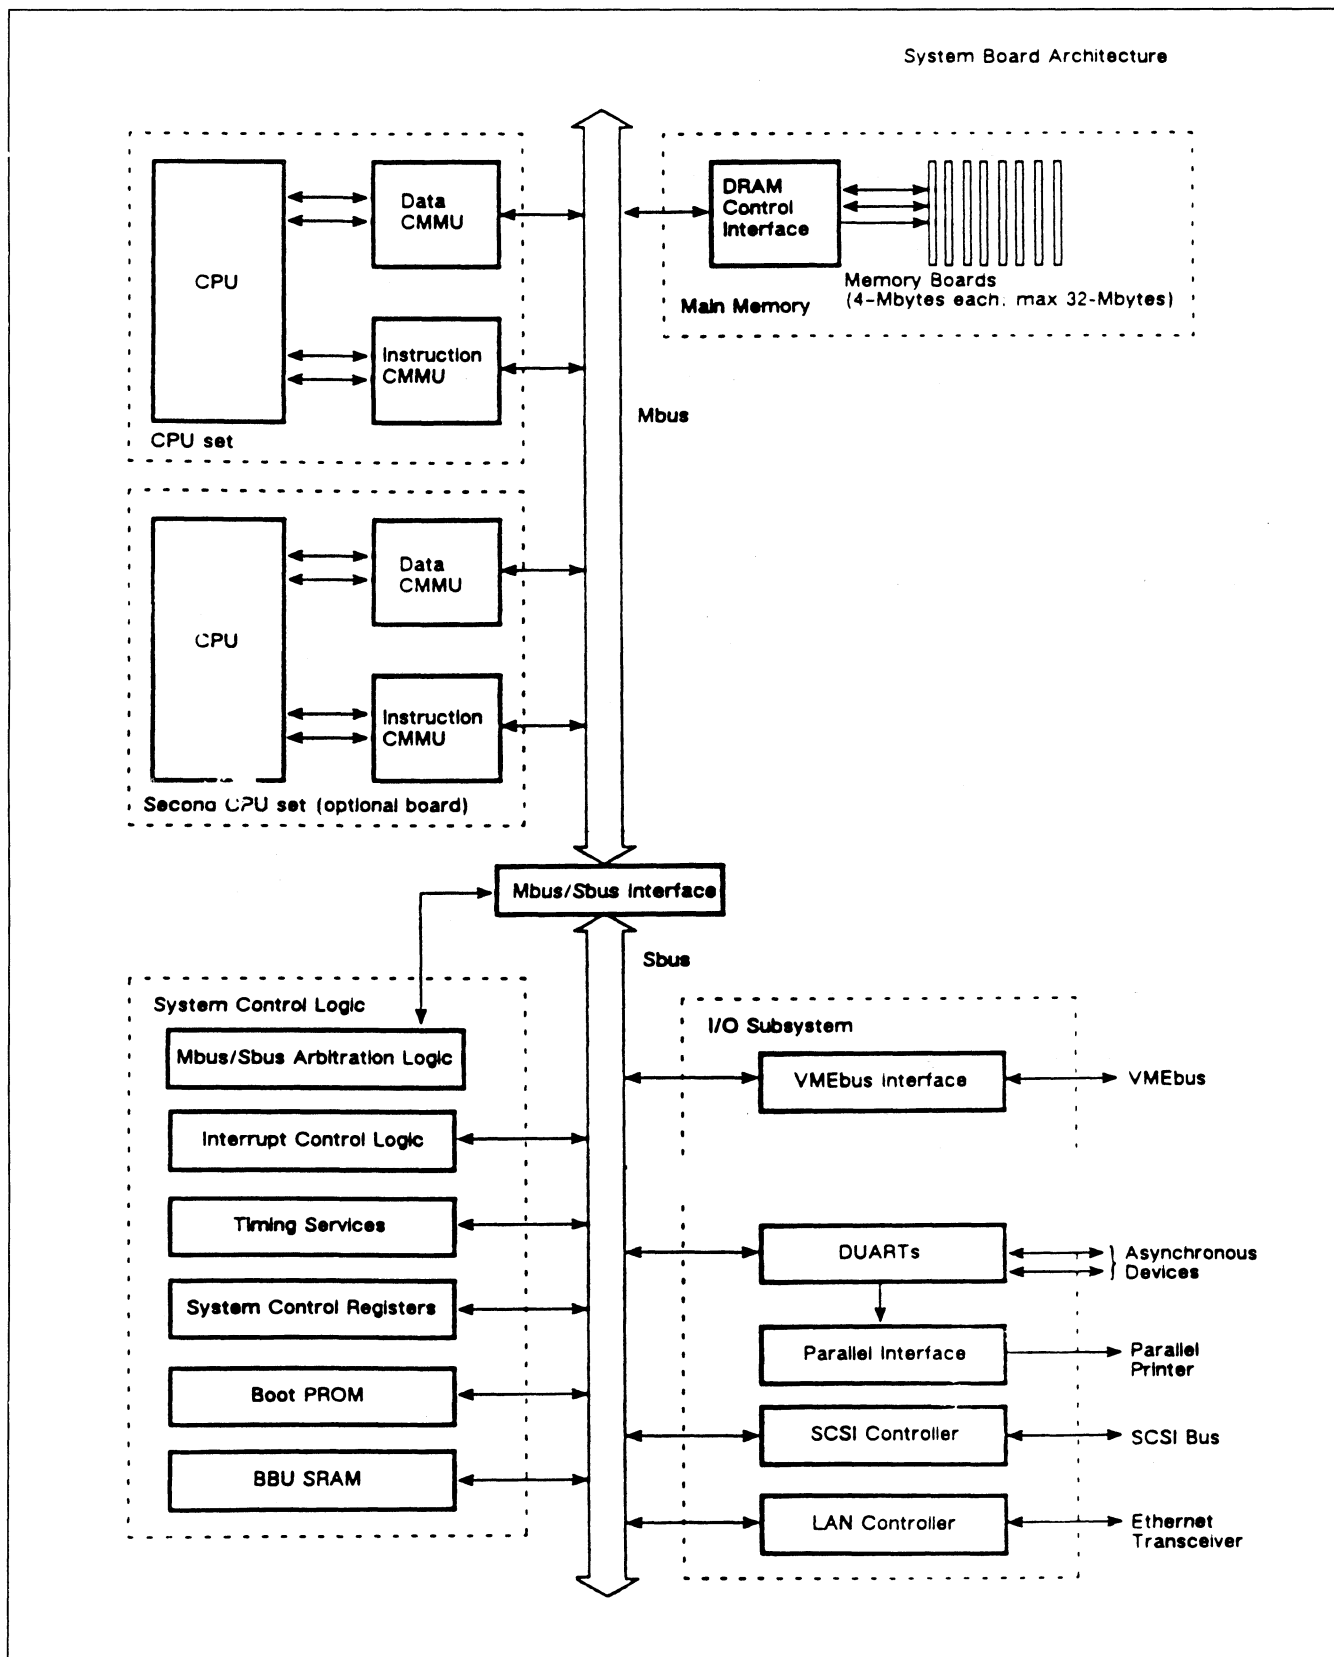 System Board Architecture
CPU
Data
CMMU
Instruction
CMMU
CPU set
DRAM
Control
Interface
Memory Boards
(4-Mbytes each; max 32-Mbytes)
Main Memory
Mbus
CPU
Data
CMMU
Instruction
CMMU
Second CPU set (optional board)
Mbus/Sbus Interface
Sbus
System Control Logic
Mbus/Sbus Arbitration Logic
Interrupt Control Logic
Timing Services
System Control Registers
Boot PROM
BBU SRAM
I/O Subsystem
VMEbus Interface
VMEbus
DUARTs
Asynchronous
Devices
Parallel Interface
Parallel
Printer
SCSI Controller
SCSI Bus
LAN Controller
Ethernet
Transceiver